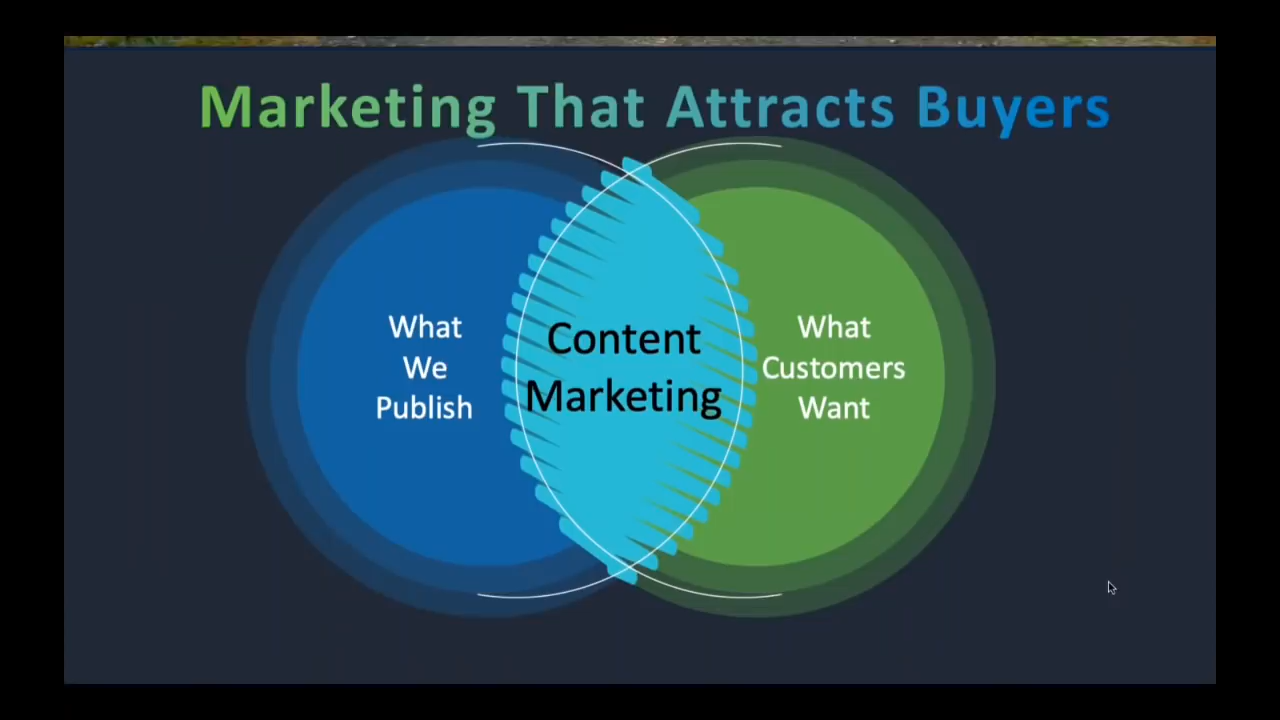 Marketing That Attracts Buyers
What
We
Publish
Content
Marketing
What
Customers
Want